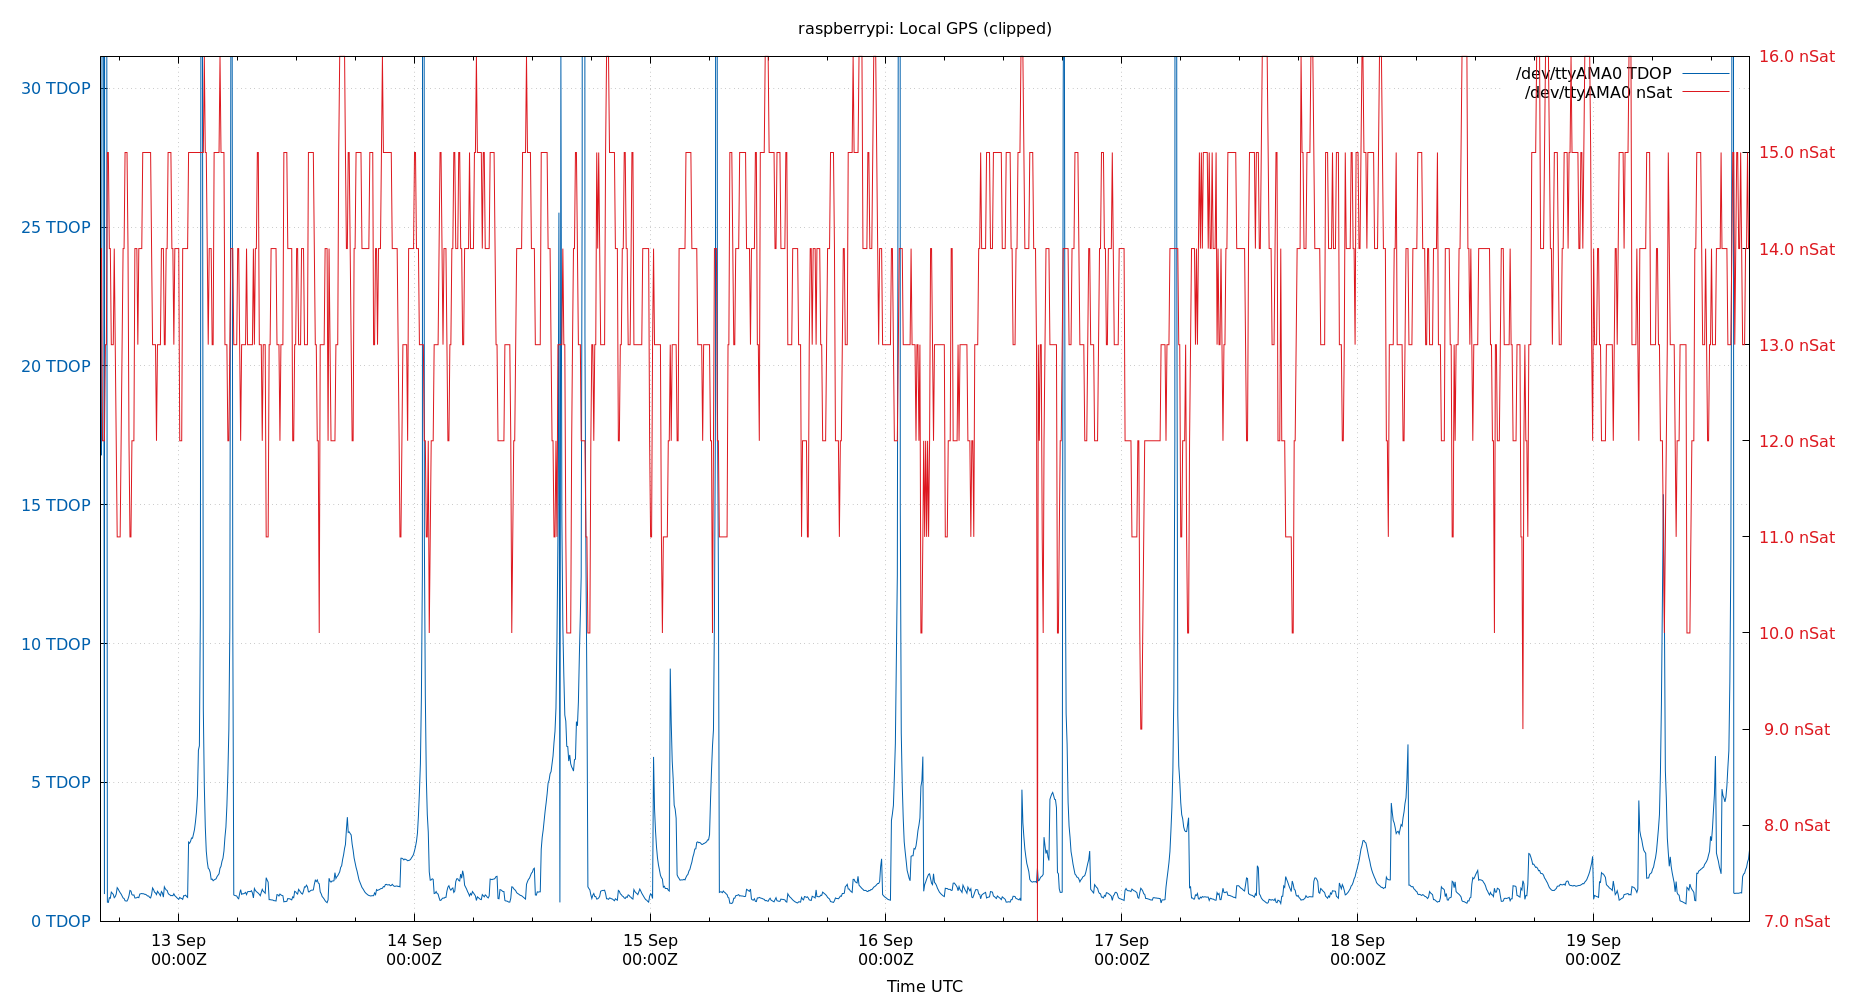 raspberrypi: Local GPS (clipped)
/dev/ttyAMA0 TDOP
/dev/ttyAMA0 nSat
30 TDOP
25 TDOP
20 TDOP
15 TDOP
10 TDOP
5 TDOP
0 TDOP
16.0 nSat
15.0 nSat
14.0 nSat
13.0 nSat
12.0 nSat
11.0 nSat
10.0 nSat
9.0 nSat
8.0 nSat
7.0 nSat
13 Sep
00:00Z
14 Sep
00:00Z
15 Sep
00:00Z
16 Sep
00:00Z
17 Sep
00:00Z
18 Sep
00:00Z
19 Sep
00:00Z
Time UTC